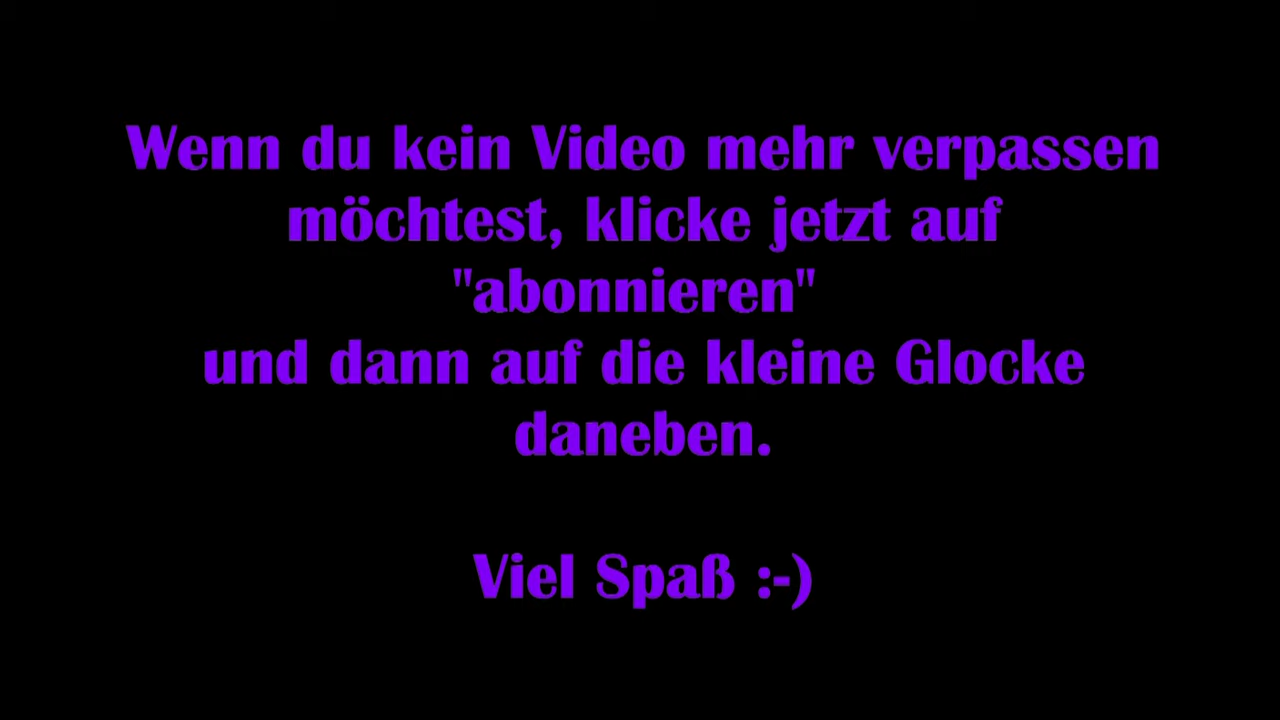 Wenn du kein Video mehr verpassen
möchtest, klicke jetzt auf
"abonnieren"
und dann auf die kleine Glocke
daneben.
Viel Spaß :-)